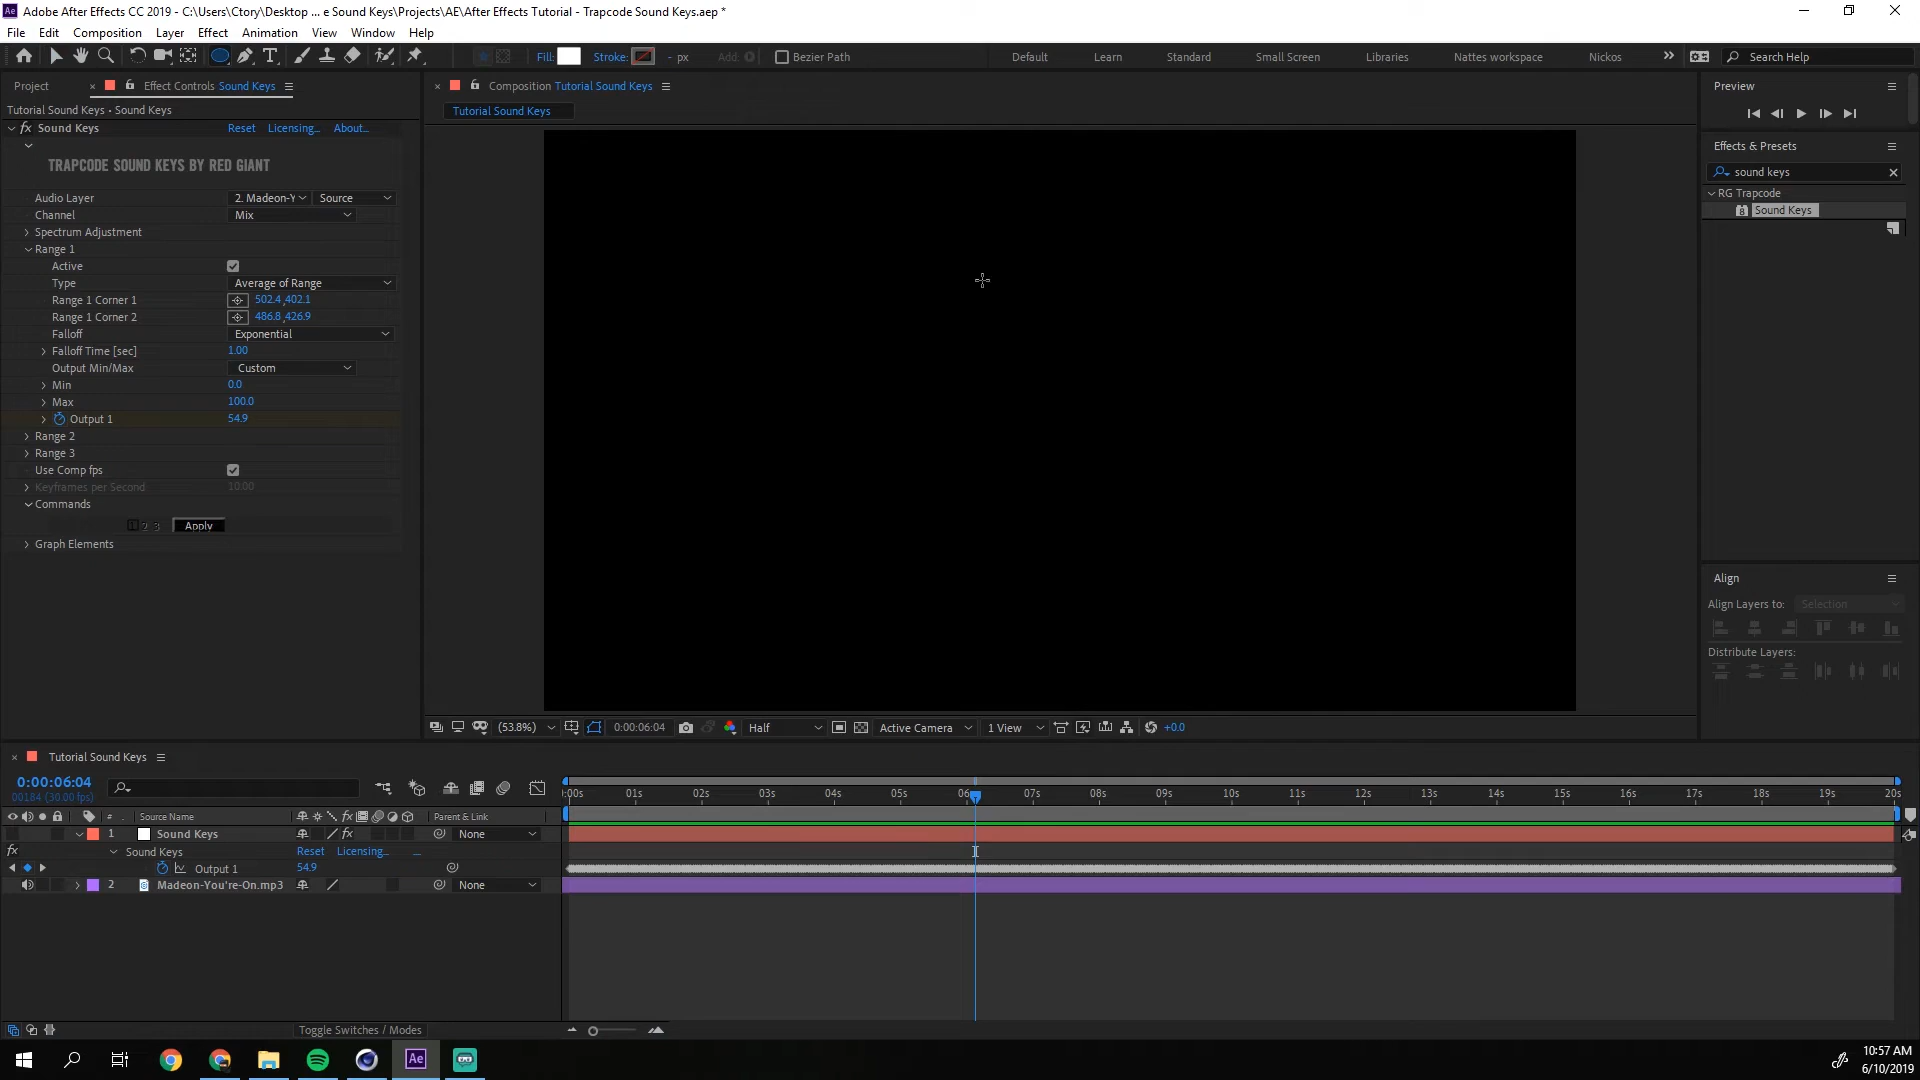 Adobe After Effects CC 2019 - C:\Users\Ctory\Desktop ... e Sound Keys\Projects\AE\After Effects Tutorial - Trapcode Sound Keys.aep *
File Edit Composition Layer Effect Animation View Window Help
Fill: Stroke: - px Add: Bezier Path Default Learn Standard Small Screen Libraries Nattes workspace Nickos Search Help
Project Effect Controls Sound Keys
Tutorial Sound Keys • Sound Keys
fx Sound Keys Reset Licensing... About...
TRAPCODE SOUND KEYS BY RED GIANT
Audio Layer 2. Madeon-Y Source
Channel Mix
Spectrum Adjustment
Range 1
Active
Type Average of Range
Range 1 Corner 1 502.4,402.1
Range 1 Corner 2 486.8,426.9
Falloff Exponential
Falloff Time [sec] 1.00
Output Min/Max Custom
Min 0.0
Max 100.0
Output 1 54.9
Range 2
Range 3
Use Comp fps
Keyframes per Second 10.00
Commands
2 3 Apply
Graph Elements
Composition Tutorial Sound Keys
Tutorial Sound Keys
(53.8%) 0:00:06:04 Half Active Camera 1 View +0.0
Preview
Effects & Presets
sound keys
RG Trapcode
Sound Keys
Align
Align Layers to: Selection
Distribute Layers:
Tutorial Sound Keys
0:00:06:04
00184 (30.00 fps)
:00s 01s 02s 03s 04s 05s 06s 07s 08s 09s 10s 11s 12s 13s 14s 15s 16s 17s 18s 19s 20s
# Source Name fx Parent & Link
1 Sound Keys fx None
fx Sound Keys Reset Licensing... ...
Output 1 54.9
2 Madeon-You're-On.mp3 None
Toggle Switches / Modes
Ae
10:57 AM
6/10/2019